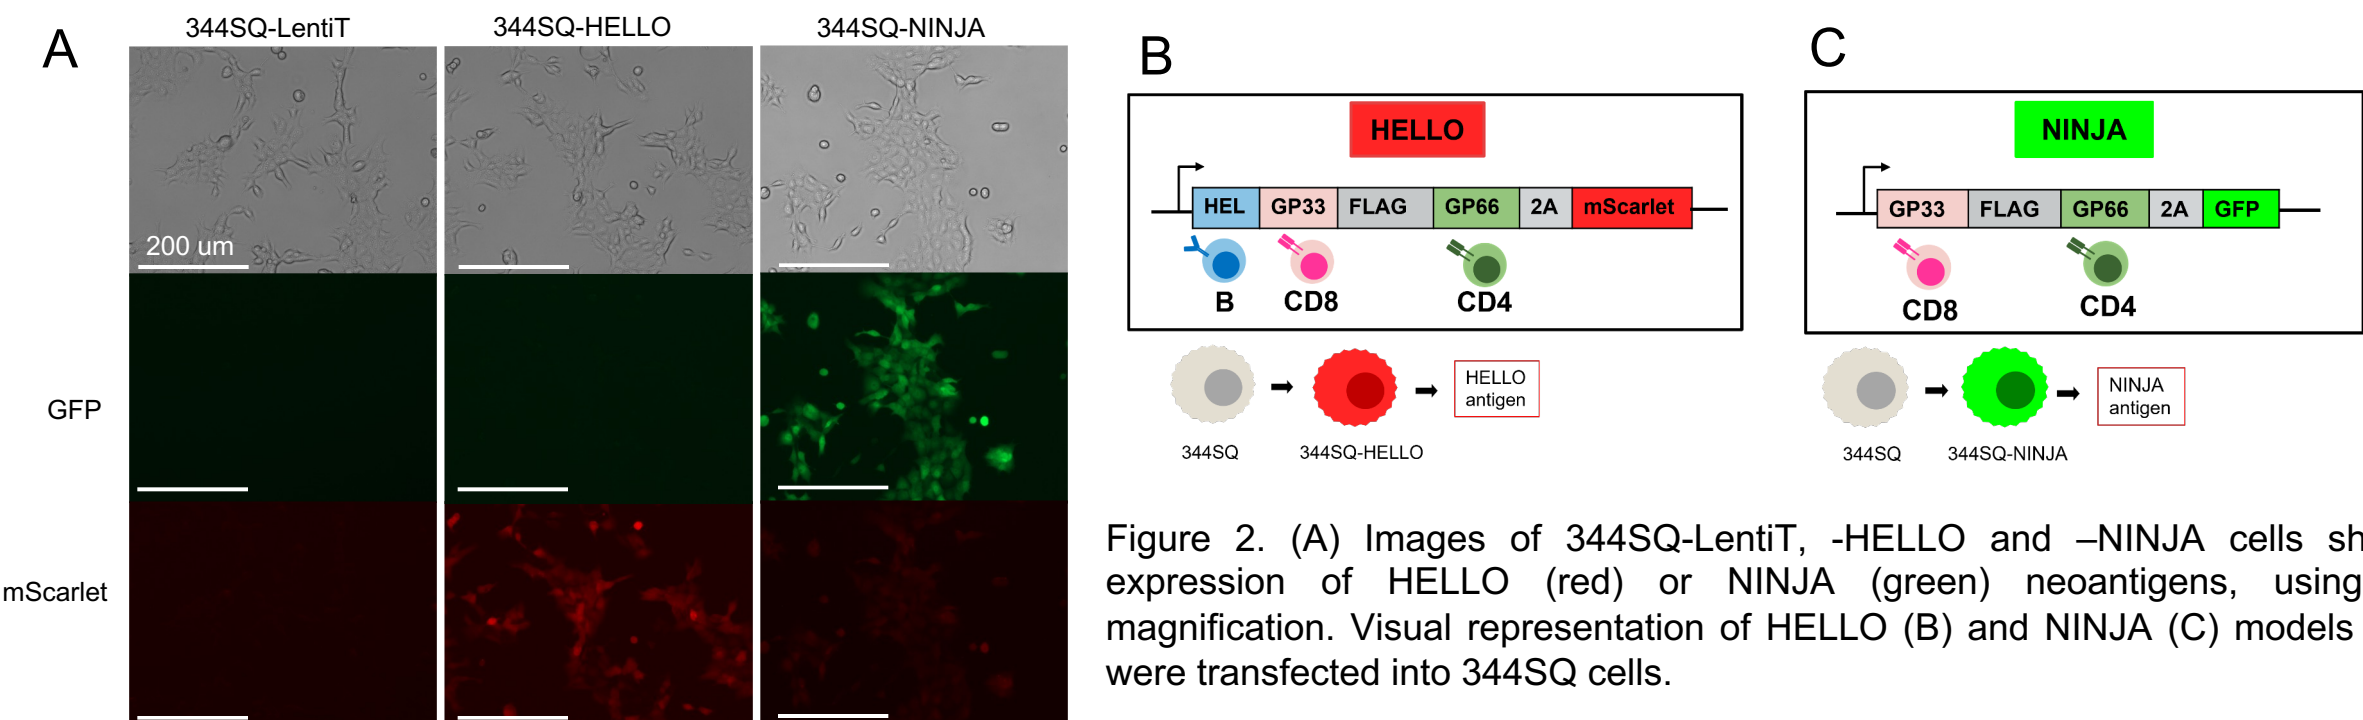 A
344SQ-LentiT
344SQ-HELLO
344SQ-NINJA
200 um
GFP
mScarlet
B
HELLO
HEL GP33 FLAG GP66 2A mScarlet
B CD8 CD4
344SQ
344SQ-HELLO
HELLO
antigen
C
NINJA
GP33 FLAG GP66 2A GFP
CD8 CD4
344SQ
344SQ-NINJA
NINJA
antigen
Figure 2. (A) Images of 344SQ-LentiT, -HELLO and –NINJA cells sh
expression of HELLO (red) or NINJA (green) neoantigens, using
magnification. Visual representation of HELLO (B) and NINJA (C) models
were transfected into 344SQ cells.